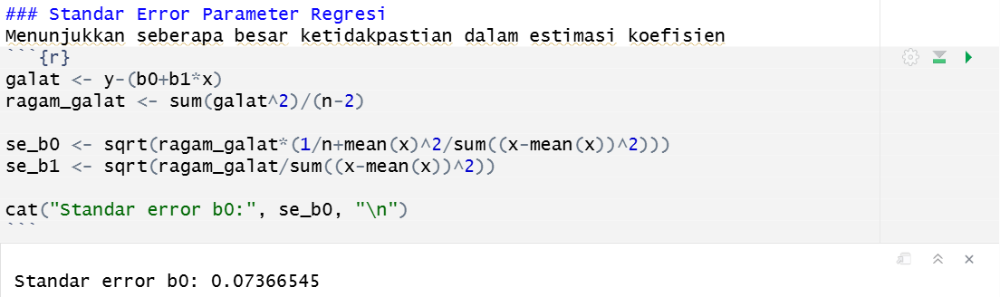 ### Standar Error Parameter Regresi
Menunjukkan seberapa besar ketidakpastian dalam estimasi koefisien
```{r}
galat <- y-(b0+b1*x)
ragam_galat <- sum(galat^2)/(n-2)
se_b0 <- sqrt(ragam_galat*(1/n+mean(x)^2/sum((x-mean(x))^2)))
se_b1 <- sqrt(ragam_galat/sum((x-mean(x))^2))
cat("Standar error b0:", se_b0, "\n")
```
Standar error b0: 0.07366545